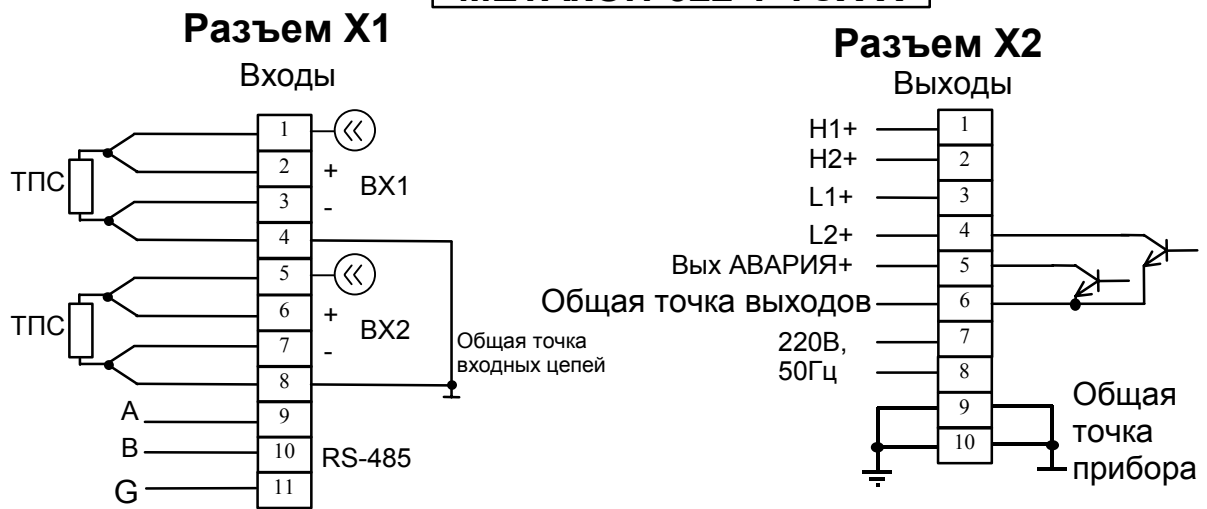 Разъем X1
Входы
ТПС
1
2
3
4
+
-
ВХ1
ТПС
5
6
7
8
+
-
ВХ2
Общая точка
входных цепей
A
B
G
9
10
11
RS-485
Разъем X2
Выходы
H1+
1
H2+
2
L1+
3
L2+
4
Вых АВАРИЯ+
5
Общая точка выходов
6
220В,
50Гц
7
8
9
10
Общая
точка
прибора